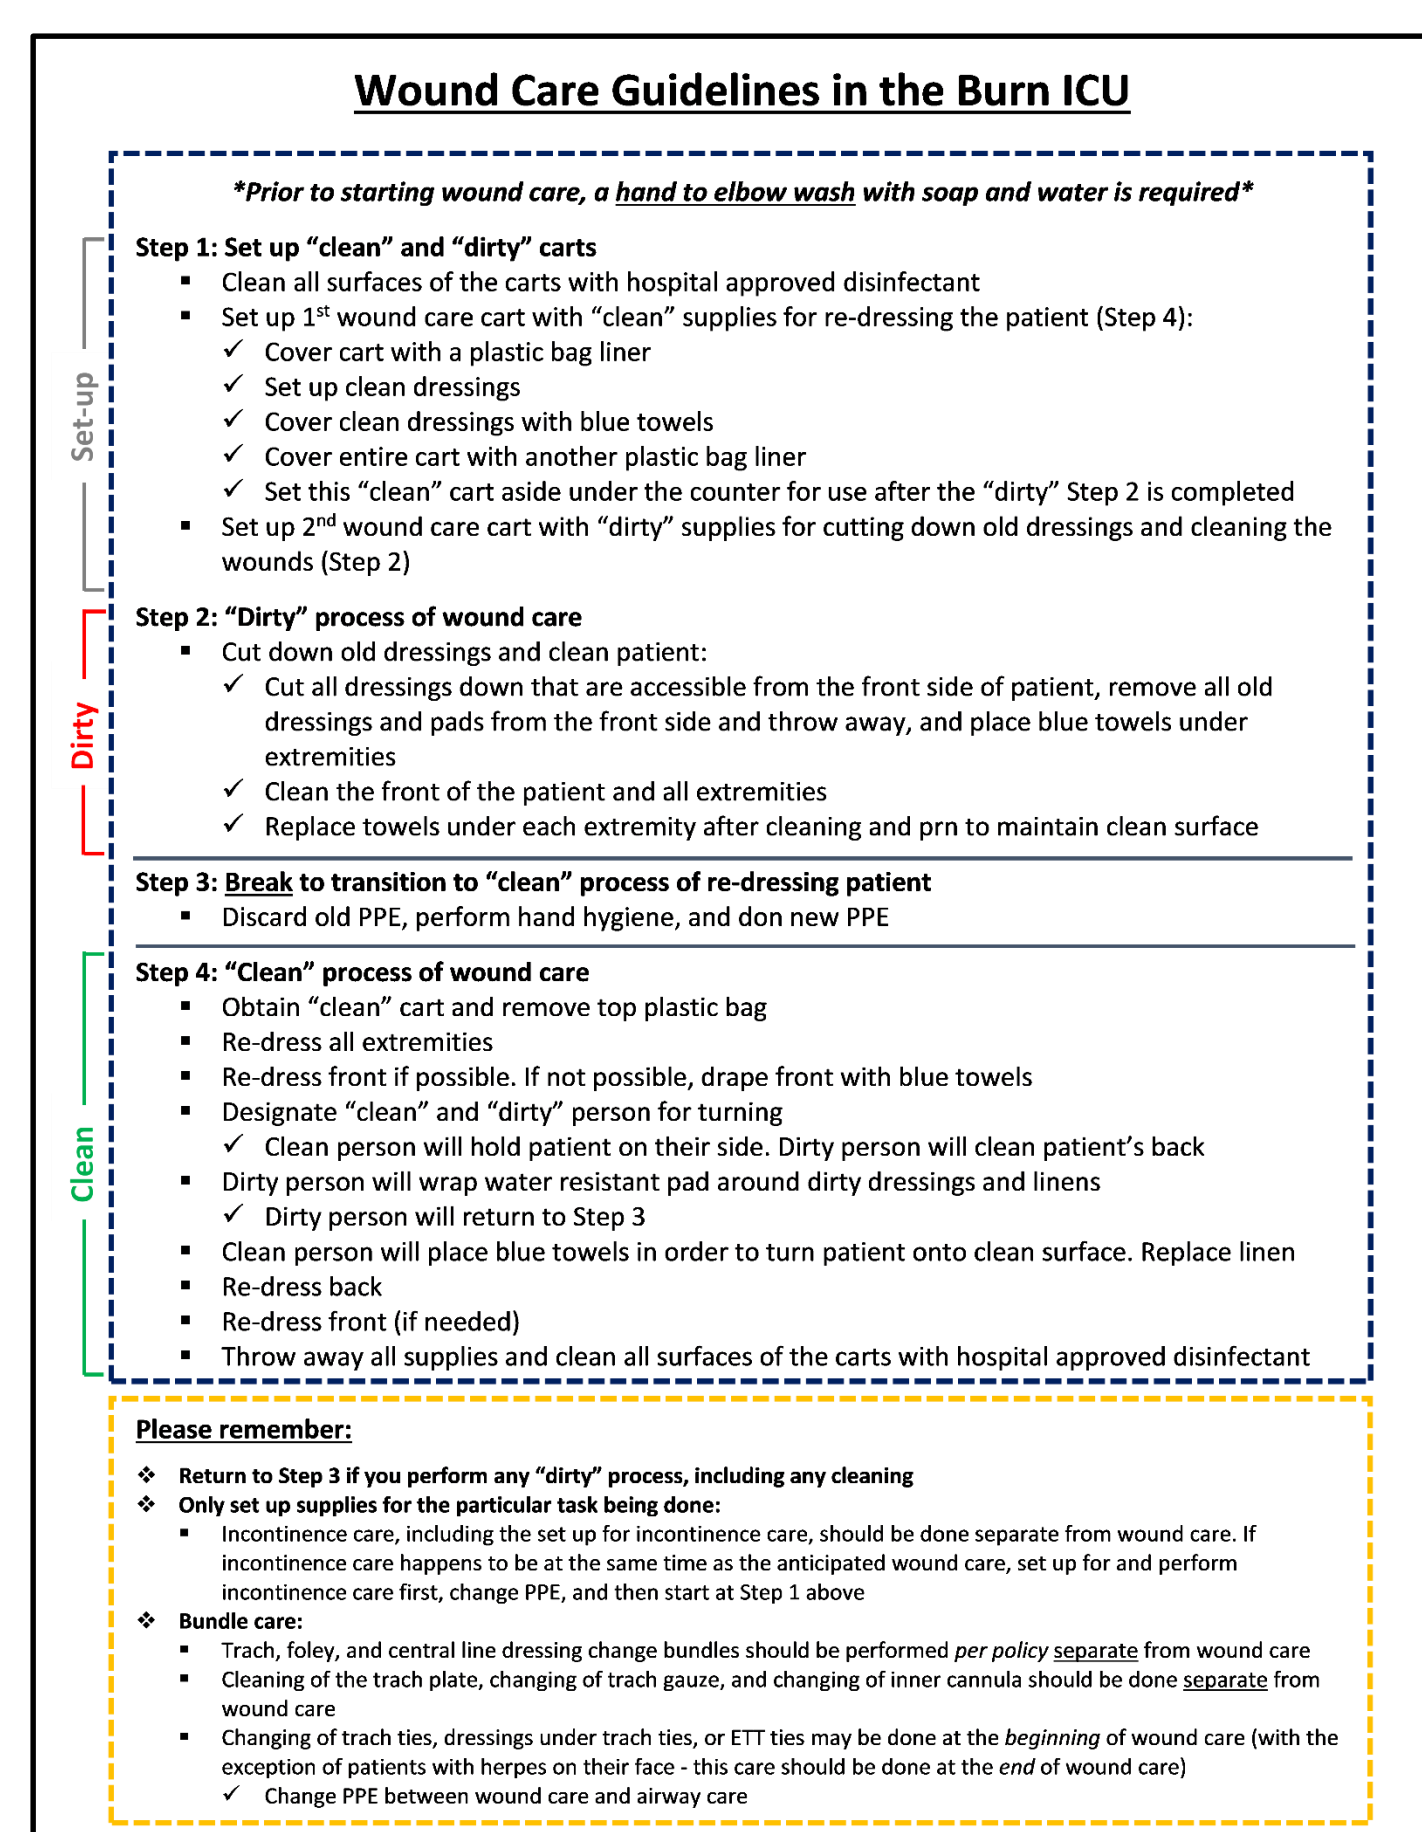 Wound Care Guidelines in the Burn ICU
*Prior to starting wound care, a hand to elbow wash with soap and water is required*
Set-up
Step 1: Set up “clean” and “dirty” carts
▪ Clean all surfaces of the carts with hospital approved disinfectant
▪ Set up 1st wound care cart with “clean” supplies for re-dressing the patient (Step 4):
✓ Cover cart with a plastic bag liner
✓ Set up clean dressings
✓ Cover clean dressings with blue towels
✓ Cover entire cart with another plastic bag liner
✓ Set this “clean” cart aside under the counter for use after the “dirty” Step 2 is completed
▪ Set up 2nd wound care cart with “dirty” supplies for cutting down old dressings and cleaning the
wounds (Step 2)
Dirty
Step 2: “Dirty” process of wound care
▪ Cut down old dressings and clean patient:
✓ Cut all dressings down that are accessible from the front side of patient, remove all old
dressings and pads from the front side and throw away, and place blue towels under
extremities
✓ Clean the front of the patient and all extremities
✓ Replace towels under each extremity after cleaning and prn to maintain clean surface
Step 3: Break to transition to “clean” process of re-dressing patient
▪ Discard old PPE, perform hand hygiene, and don new PPE
Clean
Step 4: “Clean” process of wound care
▪ Obtain “clean” cart and remove top plastic bag
▪ Re-dress all extremities
▪ Re-dress front if possible. If not possible, drape front with blue towels
▪ Designate “clean” and “dirty” person for turning
✓ Clean person will hold patient on their side. Dirty person will clean patient’s back
▪ Dirty person will wrap water resistant pad around dirty dressings and linens
✓ Dirty person will return to Step 3
▪ Clean person will place blue towels in order to turn patient onto clean surface. Replace linen
▪ Re-dress back
▪ Re-dress front (if needed)
▪ Throw away all supplies and clean all surfaces of the carts with hospital approved disinfectant
Please remember:
❖ Return to Step 3 if you perform any “dirty” process, including any cleaning
❖ Only set up supplies for the particular task being done:
▪ Incontinence care, including the set up for incontinence care, should be done separate from wound care. If
incontinence care happens to be at the same time as the anticipated wound care, set up for and perform
incontinence care first, change PPE, and then start at Step 1 above
❖ Bundle care:
▪ Trach, foley, and central line dressing change bundles should be performed per policy separate from wound care
▪ Cleaning of the trach plate, changing of trach gauze, and changing of inner cannula should be done separate from
wound care
▪ Changing of trach ties, dressings under trach ties, or ETT ties may be done at the beginning of wound care (with the
exception of patients with herpes on their face - this care should be done at the end of wound care)
✓ Change PPE between wound care and airway care